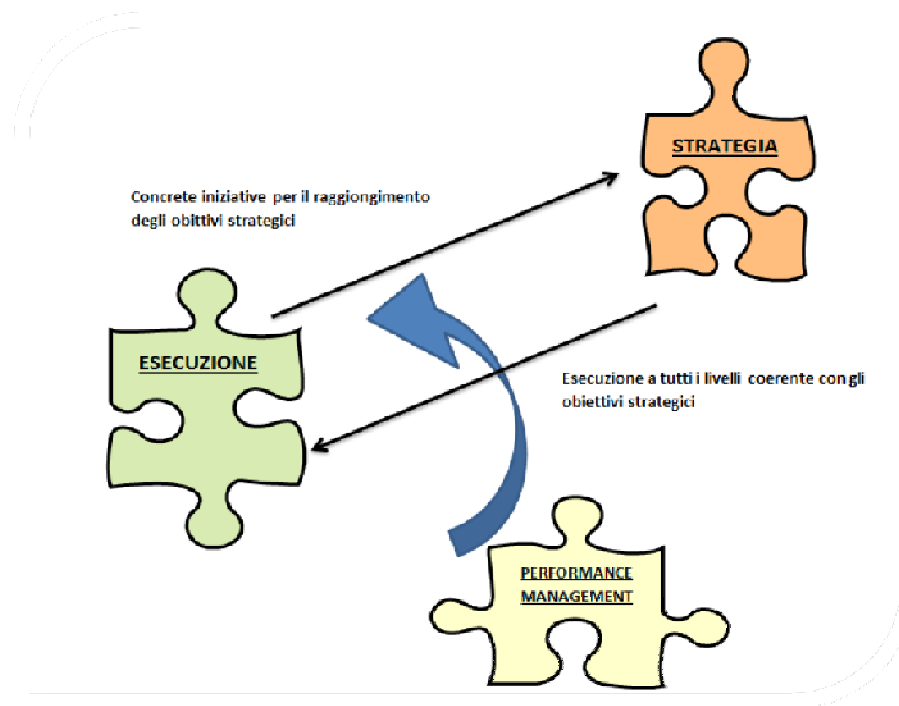 STRATEGIA
Concrete iniziative per il raggiongimento
degli obittivi strategici
ESECUZIONE
Esecuzione a tutti i livelli coerente con gli
obiettivi strategici
PERFORMANCE
MANAGEMENT